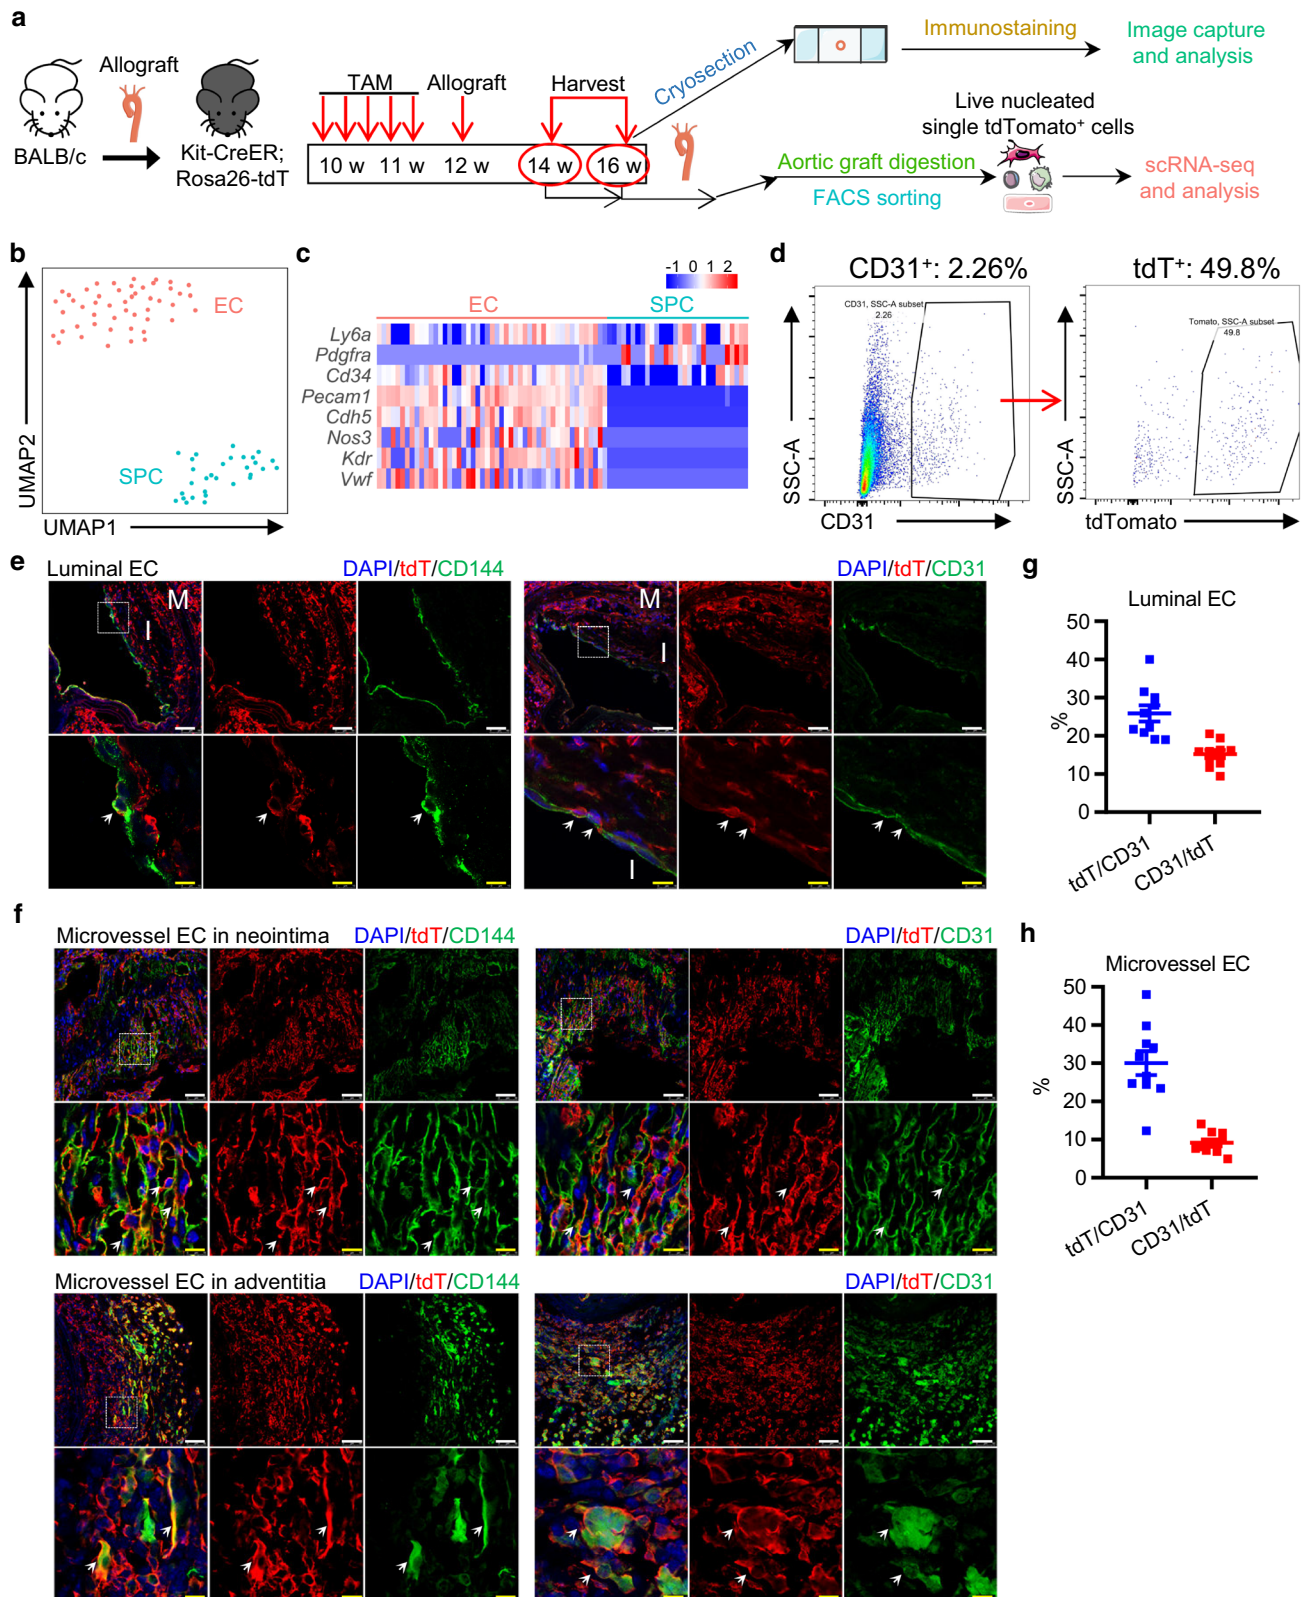 a
Allograft
BALB/c
Kit-CreER;
Rosa26-tdT
TAM
Allograft
Harvest
10 w
11 w
12 w
14 w
16 w
Cryosection
Immunostaining
Image capture
and analysis
Live nucleated
single tdTomato⁺ cells
Aortic graft digestion
FACS sorting
scRNA-seq
and analysis
b
EC
SPC
UMAP2
UMAP1
c
-1 0 1 2
EC
SPC
Ly6a
Pdgfra
Cd34
Pecam1
Cdh5
Nos3
Kdr
Vwf
d
CD31⁺: 2.26%
CD31, SSC-A subset
2.26
SSC-A
CD31
tdT⁺: 49.8%
Tomato, SSC-A subset
49.8
SSC-A
tdTomato
e
Luminal EC
DAPI/tdT/CD144
M
I
DAPI/tdT/CD31
M
I
I
f
Microvessel EC in neointima
DAPI/tdT/CD144
DAPI/tdT/CD31
Microvessel EC in adventitia
DAPI/tdT/CD144
DAPI/tdT/CD31
g
Luminal EC
50
40
30
20
10
0
%
tdT/CD31
CD31/tdT
h
Microvessel EC
50
40
30
20
10
0
%
tdT/CD31
CD31/tdT